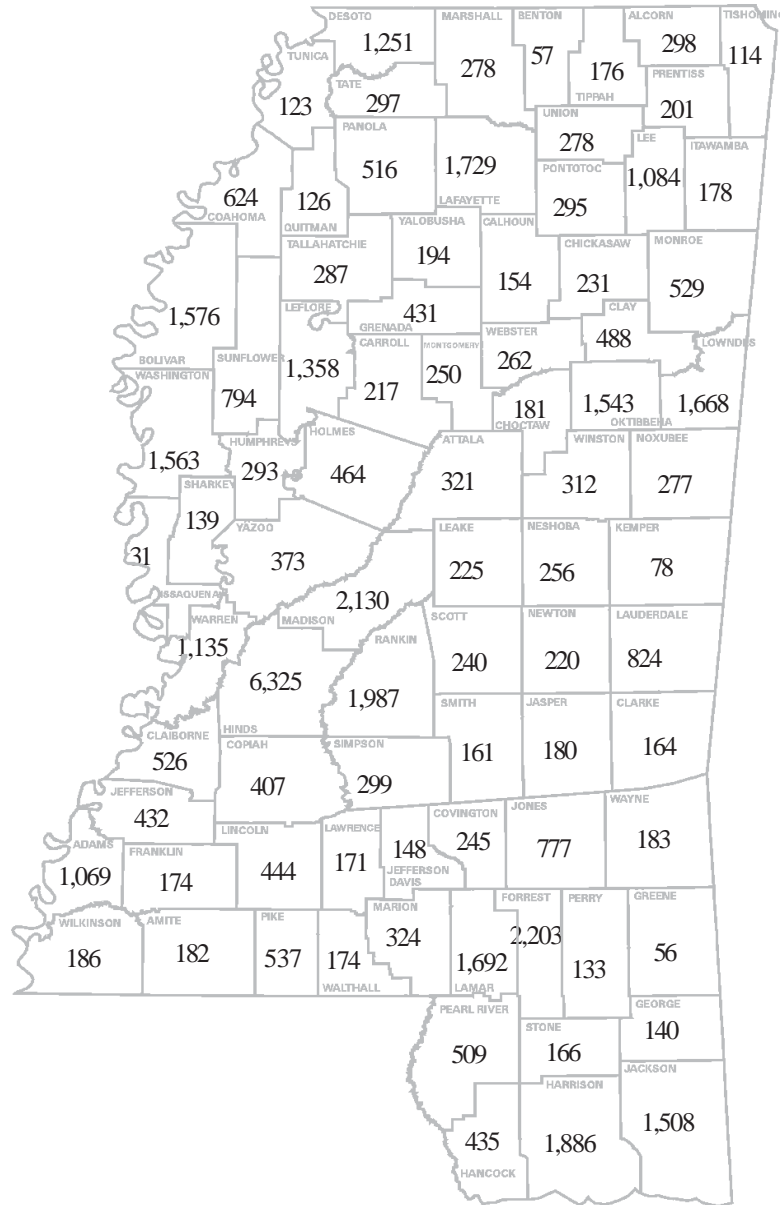 DESOTO
1,251
MARSHALL
278
BENTON
57
176
TIPPAH
ALCORN
298
TISHOMIN
114
TUNICA
123
TATE
297
PRENTISS
201
UNION
278
PANOLA
516
1,729
LAFAYETTE
LEE
1,084
ITAWAMBA
178
PONTOTOC
295
624
COAHOMA
126
QUITMAN
YALOBUSHA
194
CALHOUN
154
TALLAHATCHIE
287
CHICKASAW
231
MONROE
529
1,576
BOLIVAR
LEFLORE
1,358
431
GRENADA
CLAY
488
SUNFLOWER
794
CARROLL
217
MONTGOMERY
250
WEBSTER
262
LOWNDES
1,668
WASHINGTON
1,563
181
CHOCTAW
1,543
OKTIBBEHA
HUMPHREYS
293
HOLMES
464
ATTALA
321
WINSTON
312
NOXUBEE
277
SHARKEY
139
YAZOO
373
LEAKE
225
NESHOBA
256
KEMPER
78
31
ISSAQUENA
2,130
MADISON
WARREN
1,135
RANKIN
1,987
SCOTT
240
NEWTON
220
LAUDERDALE
824
6,325
HINDS
SMITH
161
JASPER
180
CLARKE
164
CLAIBORNE
526
COPIAH
407
SIMPSON
299
JEFFERSON
432
LINCOLN
444
LAWRENCE
171
148
JEFFERSON
DAVIS
COVINGTON
245
JONES
777
WAYNE
183
ADAMS
1,069
FRANKLIN
174
WILKINSON
186
AMITE
182
PIKE
537
174
WALTHALL
MARION
324
1,692
LAMAR
FORREST
2,203
PERRY
133
GREENE
56
PEARL RIVER
509
STONE
166
GEORGE
140
HARRISON
1,886
JACKSON
1,508
435
HANCOCK